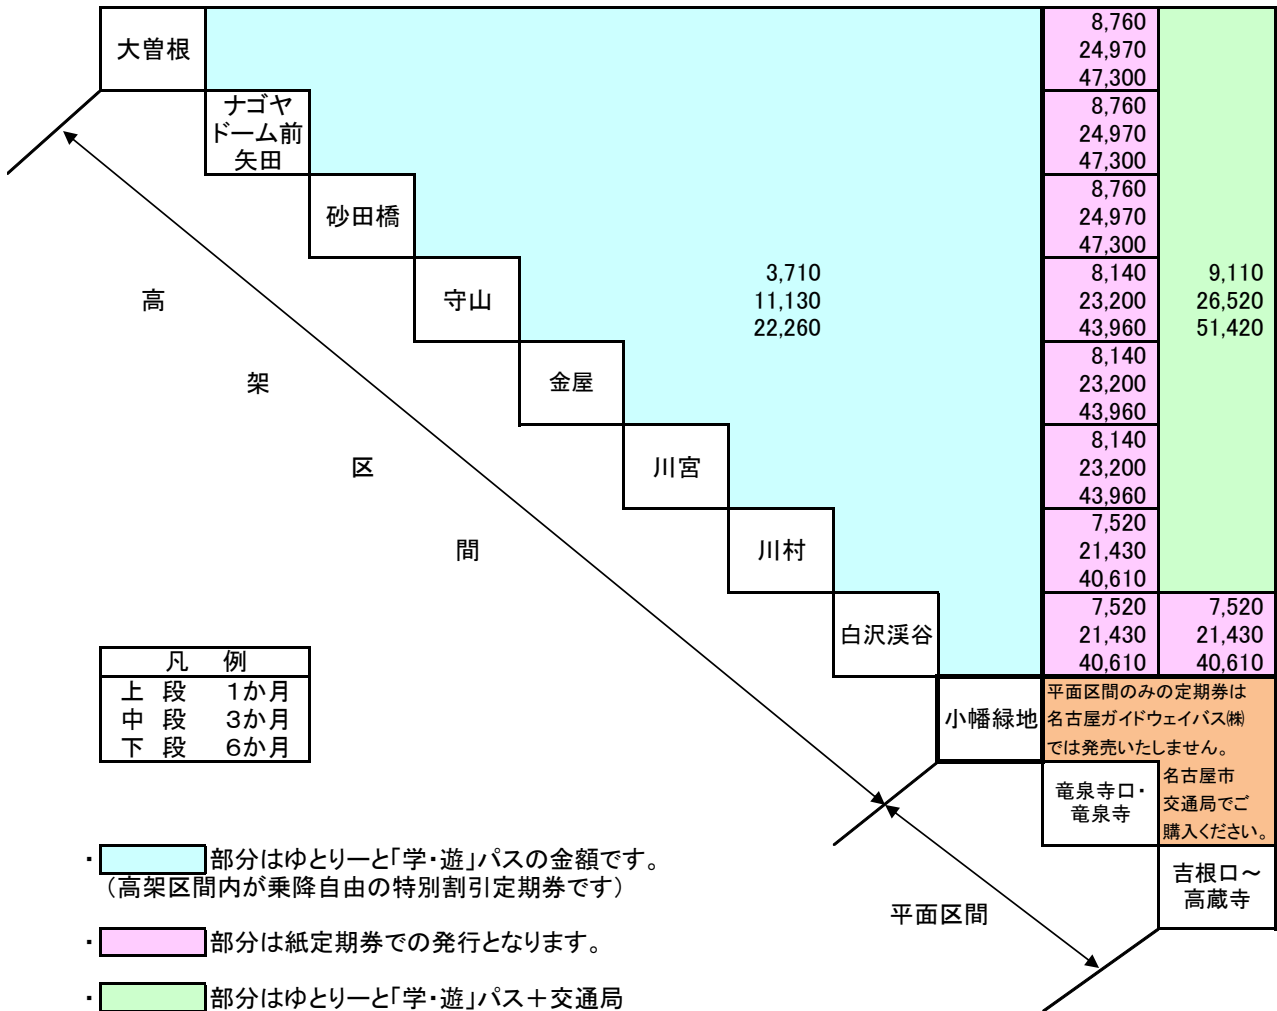 大曽根
8,760
24,970
47,300
ナゴヤ
ドーム前
矢田
8,760
24,970
47,300
砂田橋
8,760
24,970
47,300
高
守山
3,710
11,130
22,260
8,140
23,200
43,960
9,110
26,520
51,420
架
金屋
8,140
23,200
43,960
区
川宮
8,140
23,200
43,960
間
川村
7,520
21,430
40,610
白沢渓谷
7,520
21,430
40,610
7,520
21,430
40,610
凡 例
上 段 1か月
中 段 3か月
下 段 6か月
小幡緑地
平面区間のみの定期券は
名古屋ガイドウェイバス㈱
では発売いたしません。
名古屋市
交通局でご
購入ください。
竜泉寺口・
竜泉寺
吉根口～
高蔵寺
平面区間
・ 部分はゆとりーと「学・遊」パスの金額です。
（高架区間内が乗降自由の特別割引定期券です）
・ 部分は紙定期券での発行となります。
・ 部分はゆとりーと「学・遊」パス＋交通局